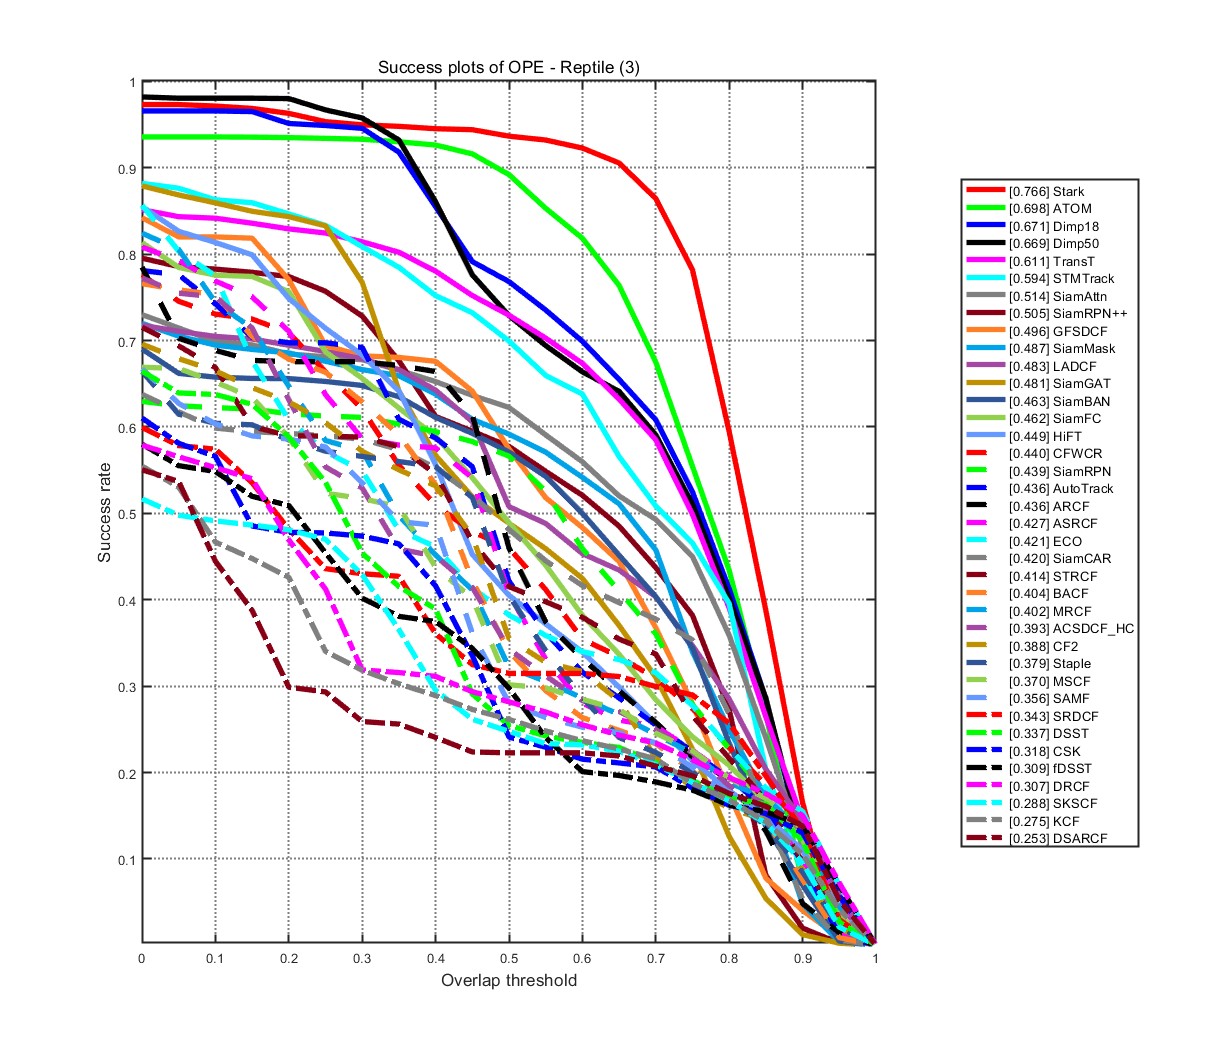 Success plots of OPE - Reptile (3)
1
0.9
0.8
0.7
0.6
0.5
0.4
0.3
0.2
0.1
Success rate
0 0.1 0.2 0.3 0.4 0.5 0.6 0.7 0.8 0.9 1
Overlap threshold
[0.766] Stark
[0.698] ATOM
[0.671] Dimp18
[0.669] Dimp50
[0.611] TransT
[0.594] STMTrack
[0.514] SiamAttn
[0.505] SiamRPN++
[0.496] GFSDCF
[0.487] SiamMask
[0.483] LADCF
[0.481] SiamGAT
[0.463] SiamBAN
[0.462] SiamFC
[0.449] HiFT
[0.440] CFWCR
[0.439] SiamRPN
[0.436] AutoTrack
[0.436] ARCF
[0.427] ASRCF
[0.421] ECO
[0.420] SiamCAR
[0.414] STRCF
[0.404] BACF
[0.402] MRCF
[0.393] ACSDCF_HC
[0.388] CF2
[0.379] Staple
[0.370] MSCF
[0.356] SAMF
[0.343] SRDCF
[0.337] DSST
[0.318] CSK
[0.309] fDSST
[0.307] DRCF
[0.288] SKSCF
[0.275] KCF
[0.253] DSARCF